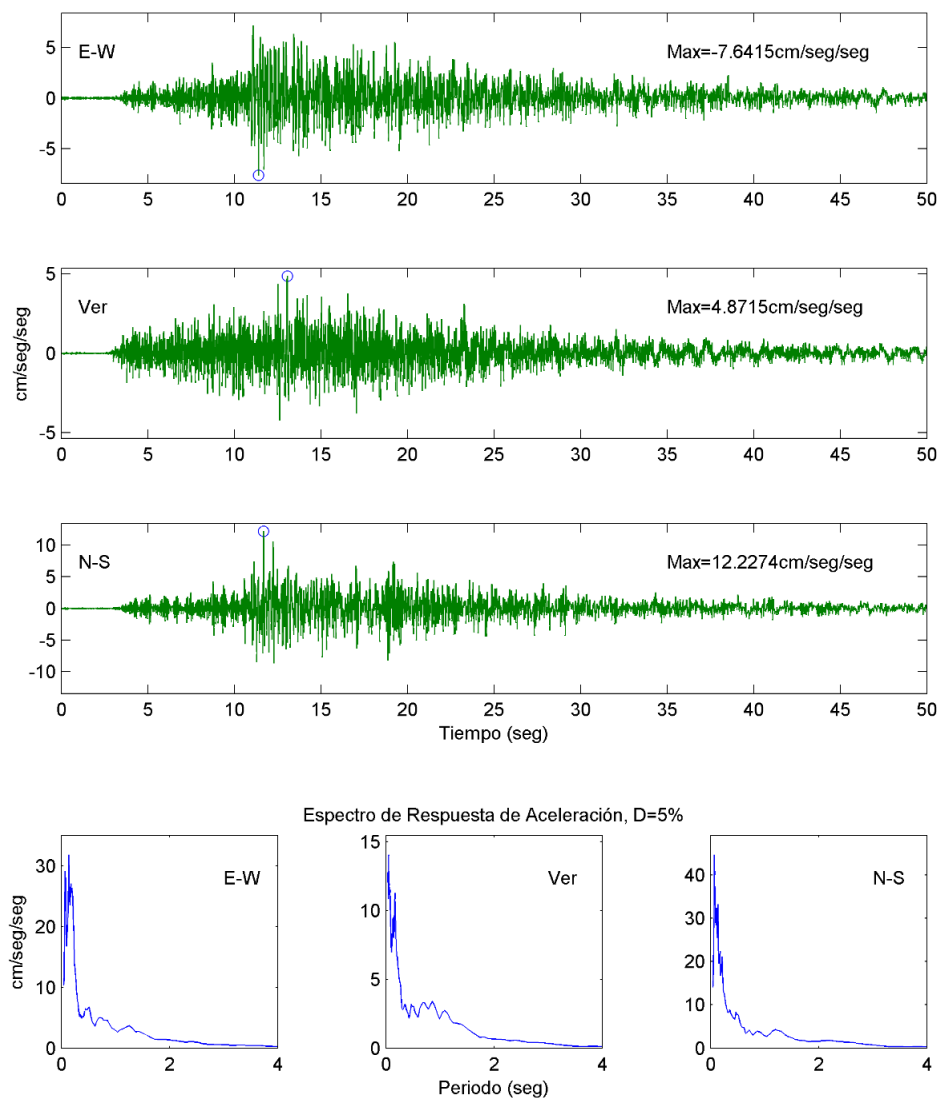 5
0
-5
E-W
Max=-7.6415cm/seg/seg
0 5 10 15 20 25 30 35 40 45 50
cm/seg/seg
5
0
-5
Ver
Max=4.8715cm/seg/seg
0 5 10 15 20 25 30 35 40 45 50
10
5
0
-5
-10
N-S
Max=12.2274cm/seg/seg
0 5 10 15 20 25 30 35 40 45 50
Tiempo (seg)
Espectro de Respuesta de Aceleración, D=5%
cm/seg/seg
30
20
10
0
E-W
0 2 4
15
10
5
0
Ver
0 2 4
Periodo (seg)
40
30
20
10
0
N-S
0 2 4